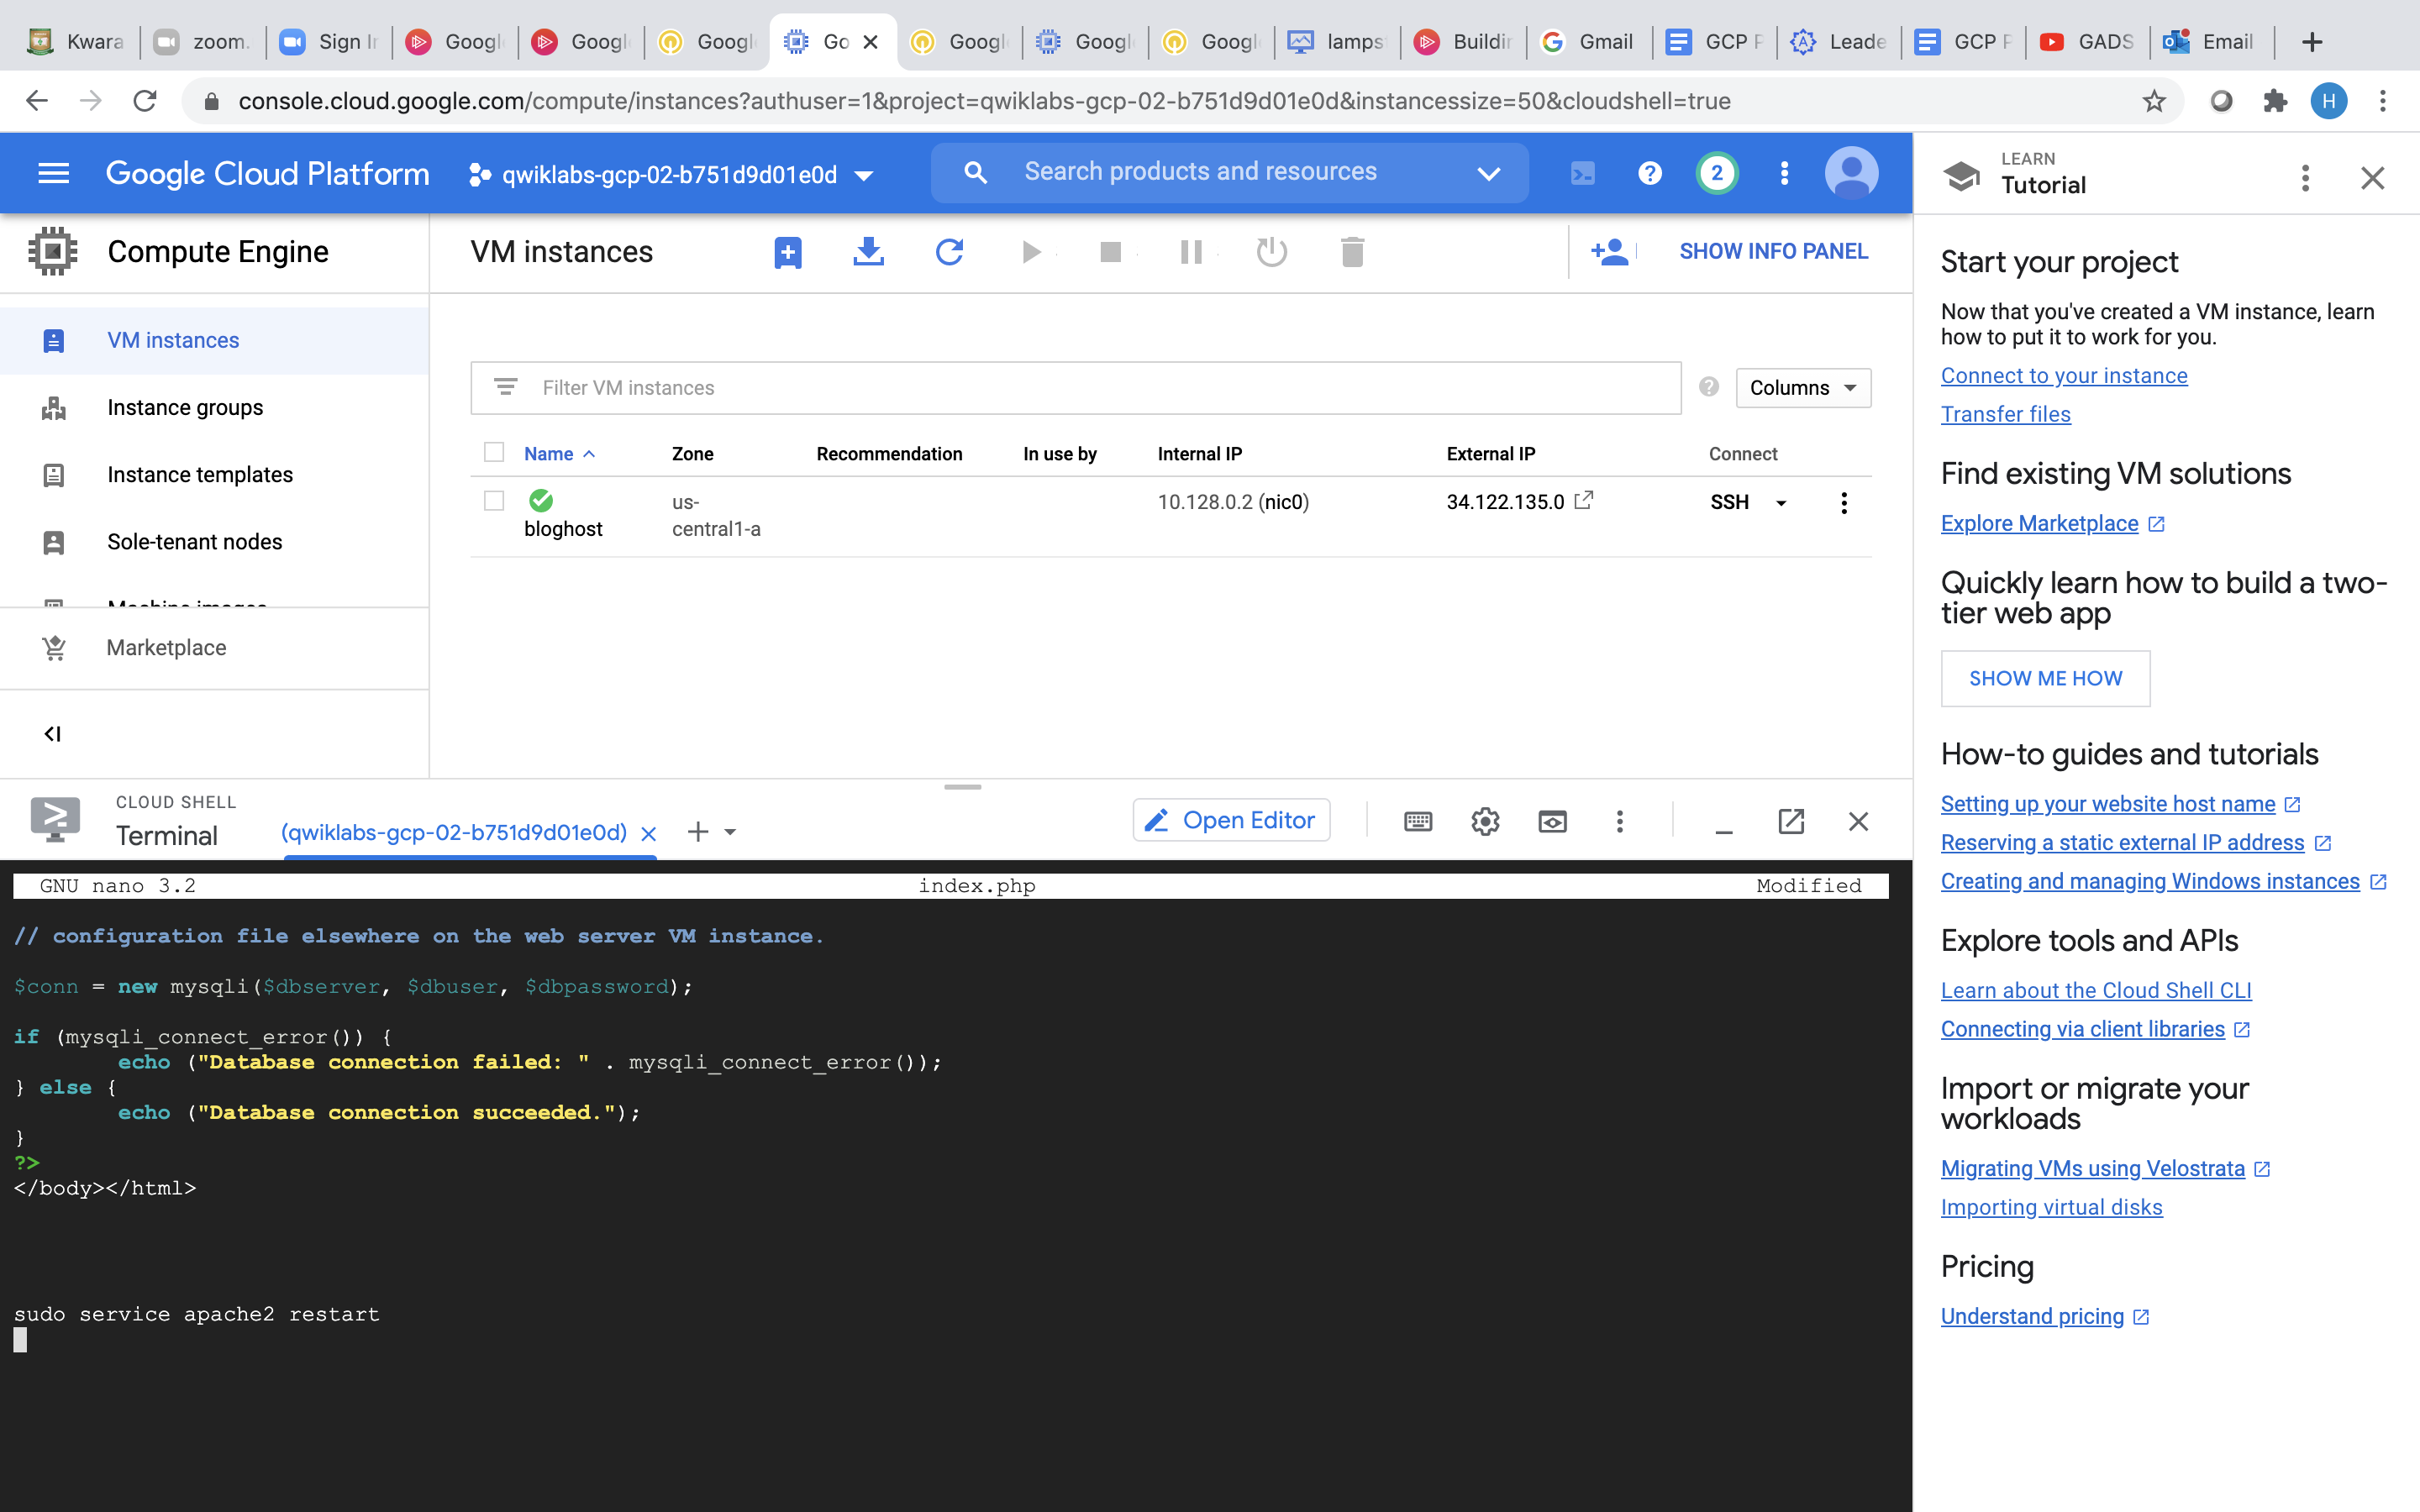 Kwara
zoom.
Sign In
Googl
Googl
Googl
Go
Googl
Googl
Googl
lamps
Buildin
Gmail
GCP P
Leade
GCP P
GADS
Email
console.cloud.google.com/compute/instances?authuser=1&project=qwiklabs-gcp-02-b751d9d01e0d&instancessize=50&cloudshell=true
H
Google Cloud Platform
qwiklabs-gcp-02-b751d9d01e0d
Search products and resources
2
Compute Engine
VM instances
Instance groups
Instance templates
Sole-tenant nodes
Machine images
Marketplace
VM instances
SHOW INFO PANEL
Filter VM instances
Columns
Name Zone Recommendation In use by Internal IP External IP Connect
us- 10.128.0.2 (nic0) 34.122.135.0 SSH
bloghost central1-a
CLOUD SHELL
Terminal
(qwiklabs-gcp-02-b751d9d01e0d)
Open Editor
GNU nano 3.2 index.php Modified
// configuration file elsewhere on the web server VM instance.
$conn = new mysqli($dbserver, $dbuser, $dbpassword);
if (mysqli_connect_error()) {
echo ("Database connection failed: " . mysqli_connect_error());
} else {
echo ("Database connection succeeded.");
}
?>
</body></html>
sudo service apache2 restart
LEARN
Tutorial
Start your project
Now that you've created a VM instance, learn
how to put it to work for you.
Connect to your instance
Transfer files
Find existing VM solutions
Explore Marketplace
Quickly learn how to build a two-
tier web app
SHOW ME HOW
How-to guides and tutorials
Setting up your website host name
Reserving a static external IP address
Creating and managing Windows instances
Explore tools and APIs
Learn about the Cloud Shell CLI
Connecting via client libraries
Import or migrate your
workloads
Migrating VMs using Velostrata
Importing virtual disks
Pricing
Understand pricing